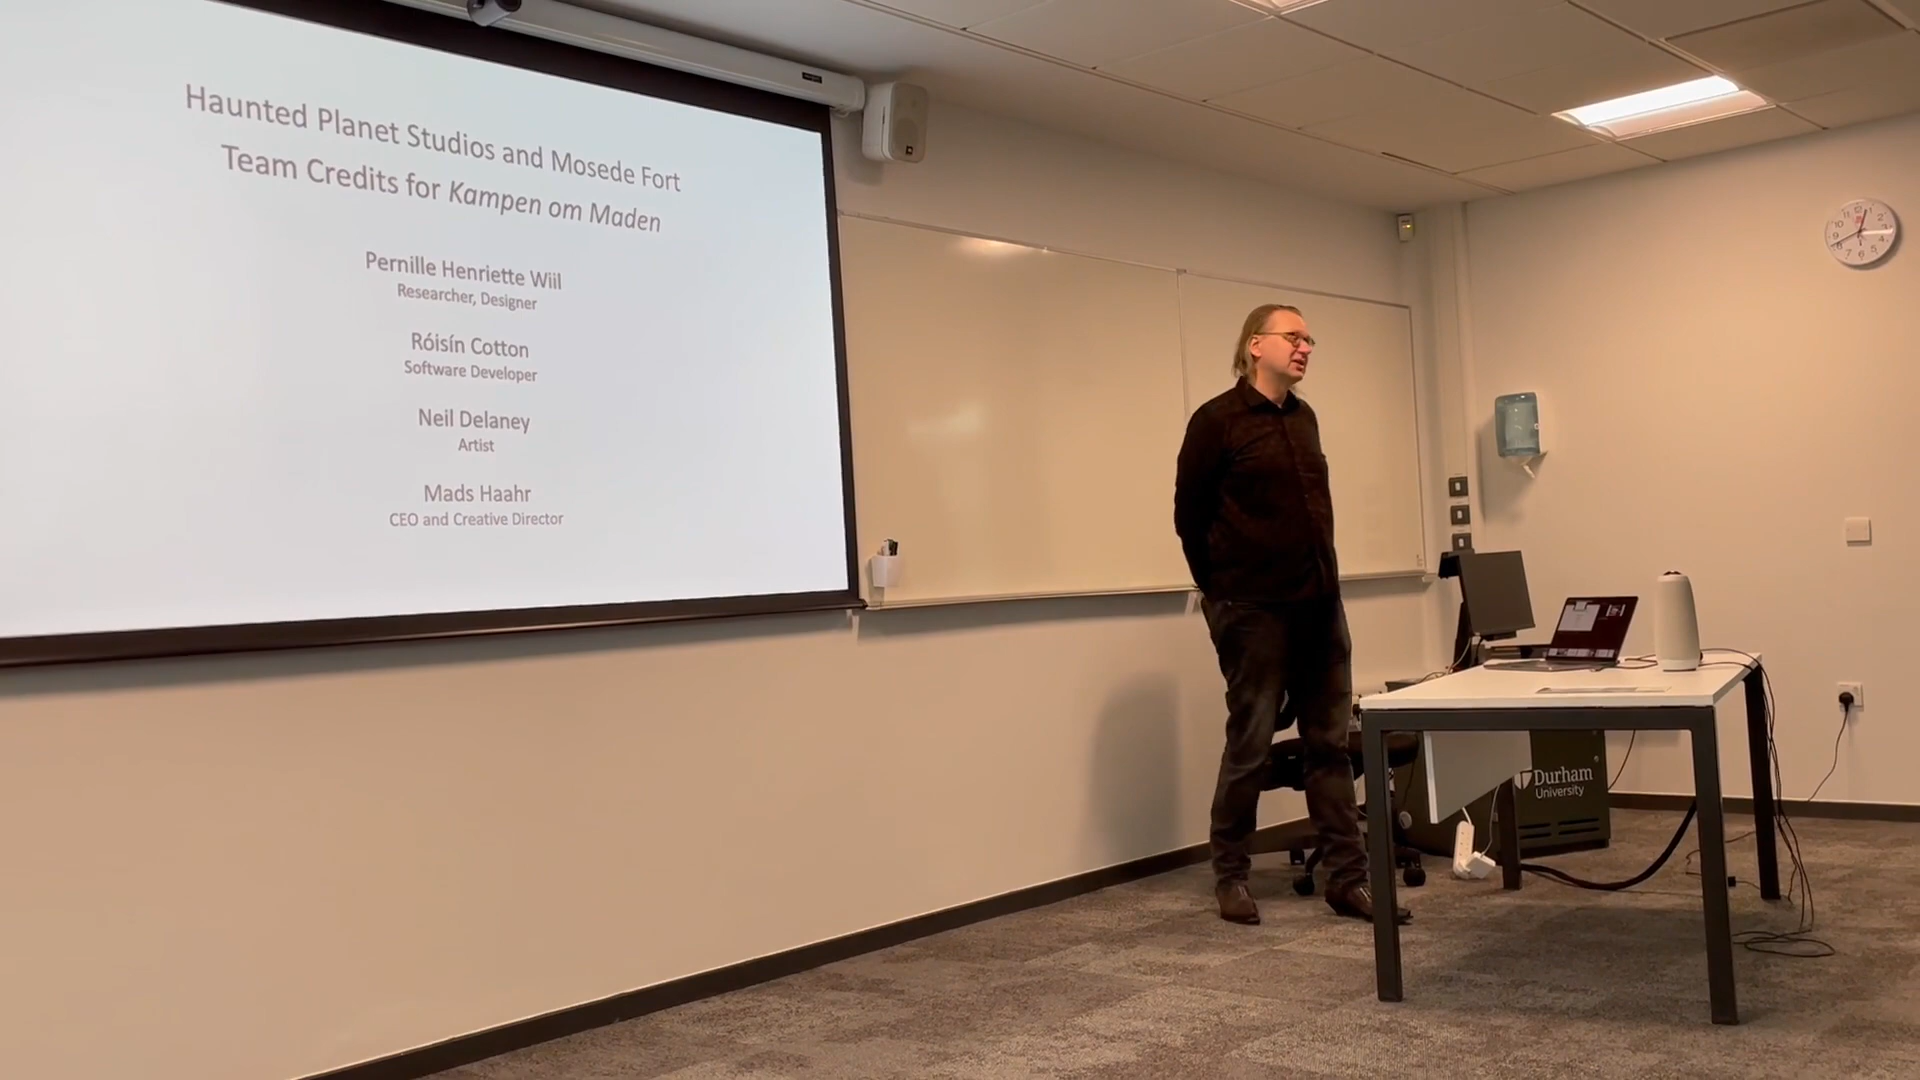 Haunted Planet Studios and Mosede Fort
Team Credits for Kampen om Maden
Pernille Henriette Wiil
Researcher, Designer
Róisín Cotton
Software Developer
Neil Delaney
Artist
Mads Haahr
CEO and Creative Director
Durham
University